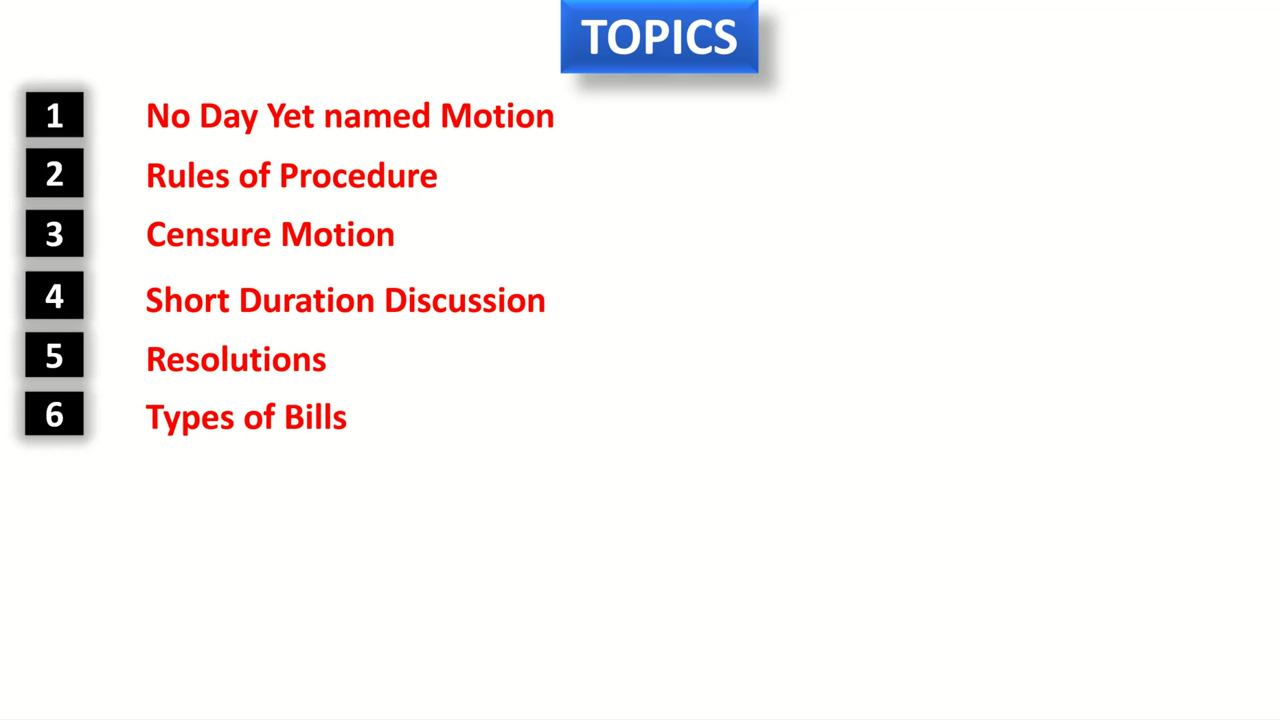 TOPICS
1 No Day Yet named Motion
2 Rules of Procedure
3 Censure Motion
4 Short Duration Discussion
5 Resolutions
6 Types of Bills